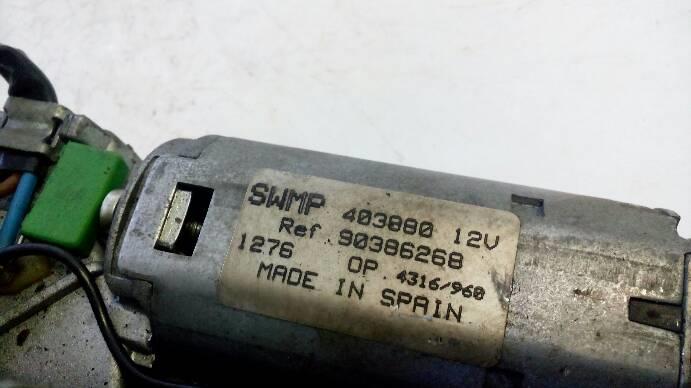 SWMP 403880 12V
Ref 90386268
1276 OP 4316/960
MADE IN SPAIN